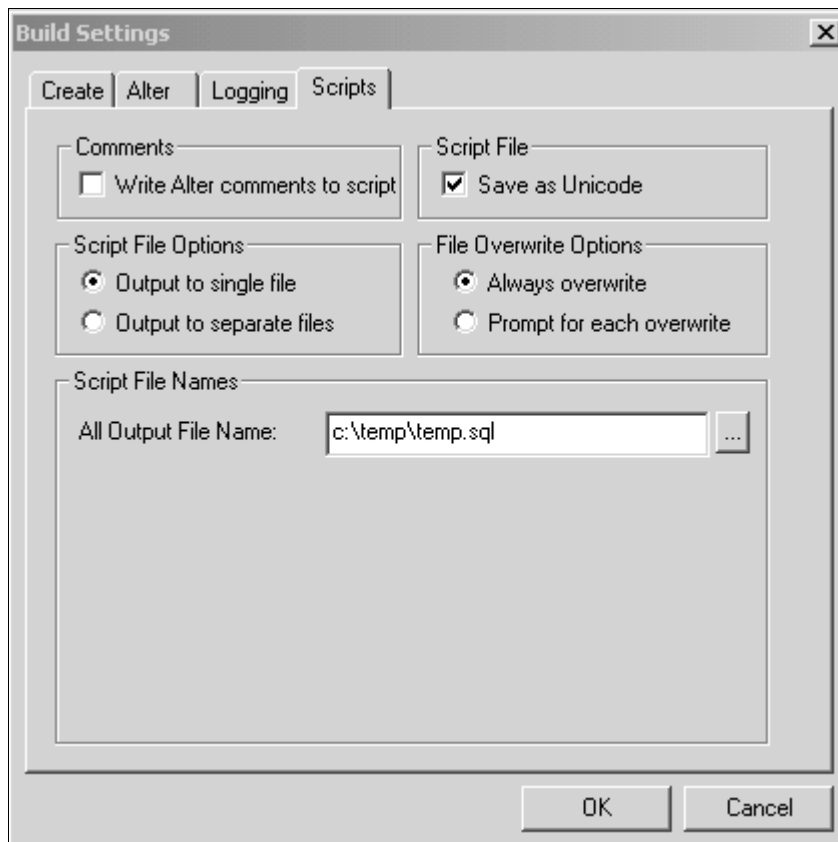 Build Settings
Create Alter Logging Scripts
Comments
Write Alter comments to script
Script File
Save as Unicode
Script File Options
Output to single file
Output to separate files
File Overwrite Options
Always overwrite
Prompt for each overwrite
Script File Names
All Output File Name: c:\temp\temp.sql ...
OK Cancel